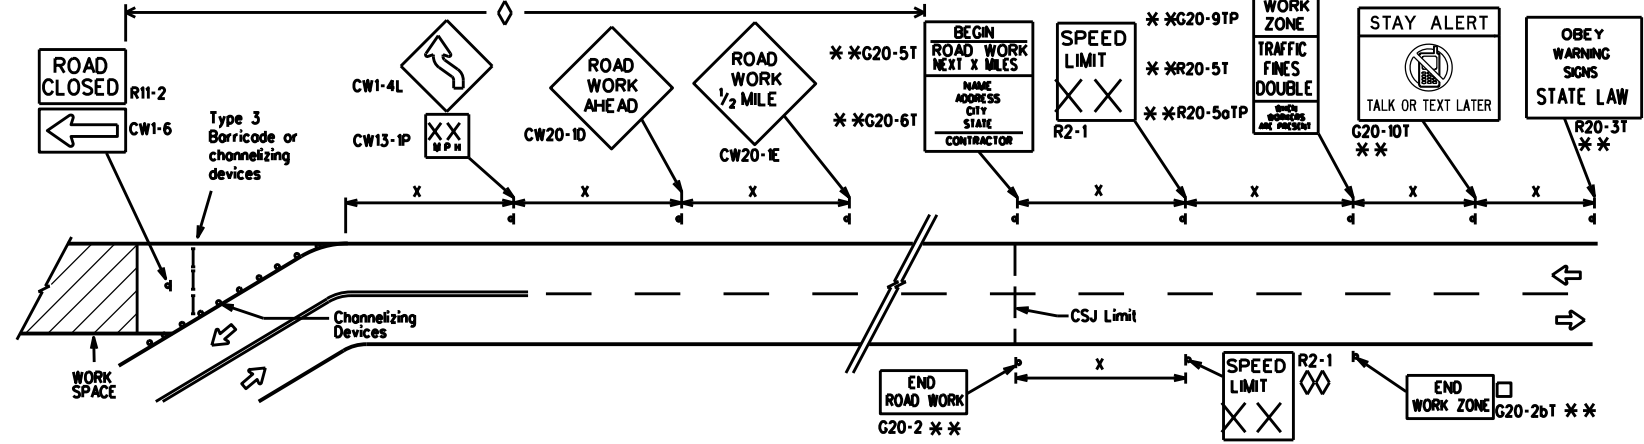 ROAD
CLOSED
R11-2
CW1-6
Type 3
Barricade or
channelizing
devices
CW1-4L
XX
MPH
CW13-1P
ROAD
WORK
AHEAD
CW20-1D
ROAD
WORK
1/2 MILE
CW20-1E
* *G20-5T
* *G20-6T
BEGIN
ROAD WORK
NEXT X MILES
NAME
ADDRESS
CITY
STATE
CONTRACTOR
SPEED
LIMIT
X X
R2-1
* *G20-9TP
* *R20-5T
* *R20-5aTP
WORK
ZONE
TRAFFIC
FINES
DOUBLE
WHEN
WORKERS
ARE PRESENT
STAY ALERT
TALK OR TEXT LATER
G20-10T
* *
OBEY
WARNING
SIGNS
STATE LAW
R20-3T
* *
X
X
X
X
X
X
X
Channelizing
Devices
WORK
SPACE
CSJ Limit
X
END
ROAD WORK
G20-2 * *
SPEED
LIMIT
X X
R2-1
END
WORK ZONE
G20-2bT * *